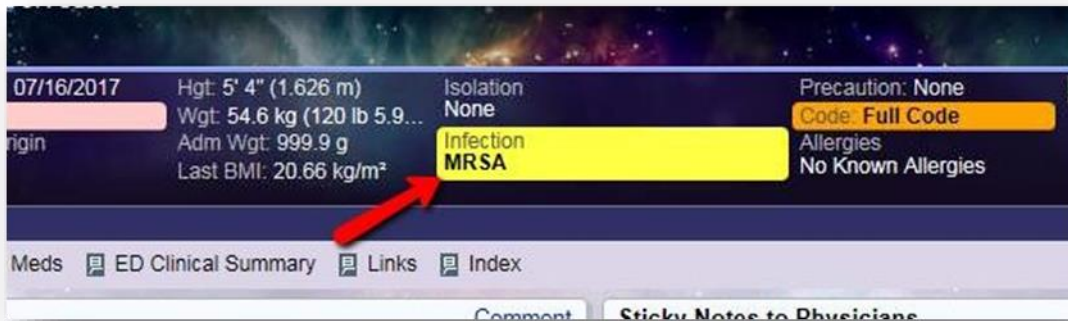 07/16/2017
rigin
Hgt: 5' 4" (1.626 m)
Wgt: 54.6 kg (120 lb 5.9...
Adm Wgt: 999.9 g
Last BMI: 20.66 kg/m²
Isolation
None
Infection
MRSA
Precaution: None
Code: Full Code
Allergies
No Known Allergies
Meds ED Clinical Summary Links Index
Comment Sticky Notes to Physicians